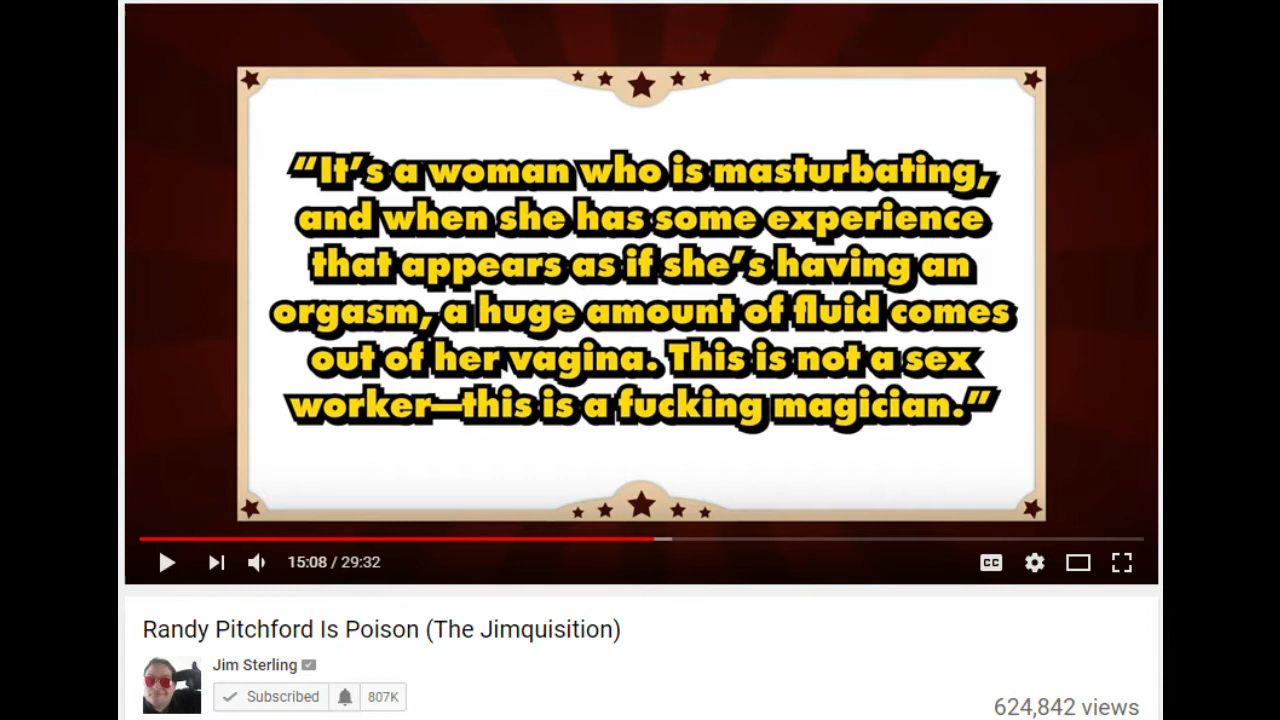 “It’s a woman who is masturbating,
and when she has some experience
that appears as if she’s having an
orgasm, a huge amount of fluid comes
out of her vagina. This is not a sex
worker—this is a fucking magician.”
15:08 / 29:32
CC
Randy Pitchford Is Poison (The Jimquisition)
Jim Sterling
Subscribed 807K
624,842 views